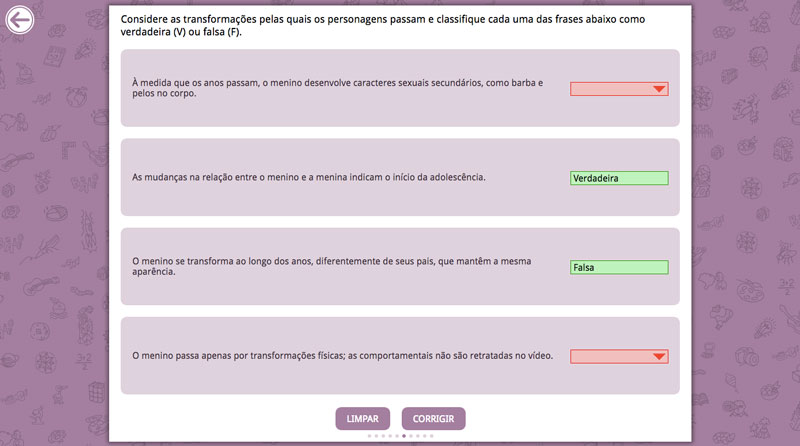 Considere as transformações pelas quais os personagens passam e classifique cada uma das frases abaixo como
verdadeira (V) ou falsa (F).
À medida que os anos passam, o menino desenvolve caracteres sexuais secundários, como barba e
pelos no corpo.
As mudanças na relação entre o menino e a menina indicam o início da adolescência.
Verdadeira
O menino se transforma ao longo dos anos, diferentemente de seus pais, que mantêm a mesma
aparência.
Falsa
O menino passa apenas por transformações físicas; as comportamentais não são retratadas no vídeo.
LIMPAR
CORRIGIR